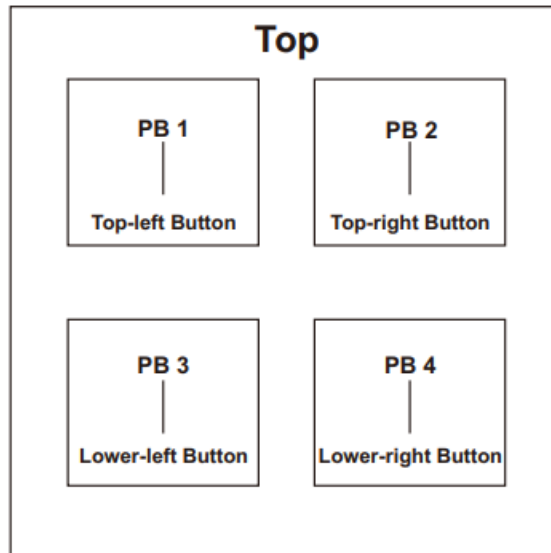 Top
PB 1
Top-left Button
PB 2
Top-right Button
PB 3
Lower-left Button
PB 4
Lower-right Button